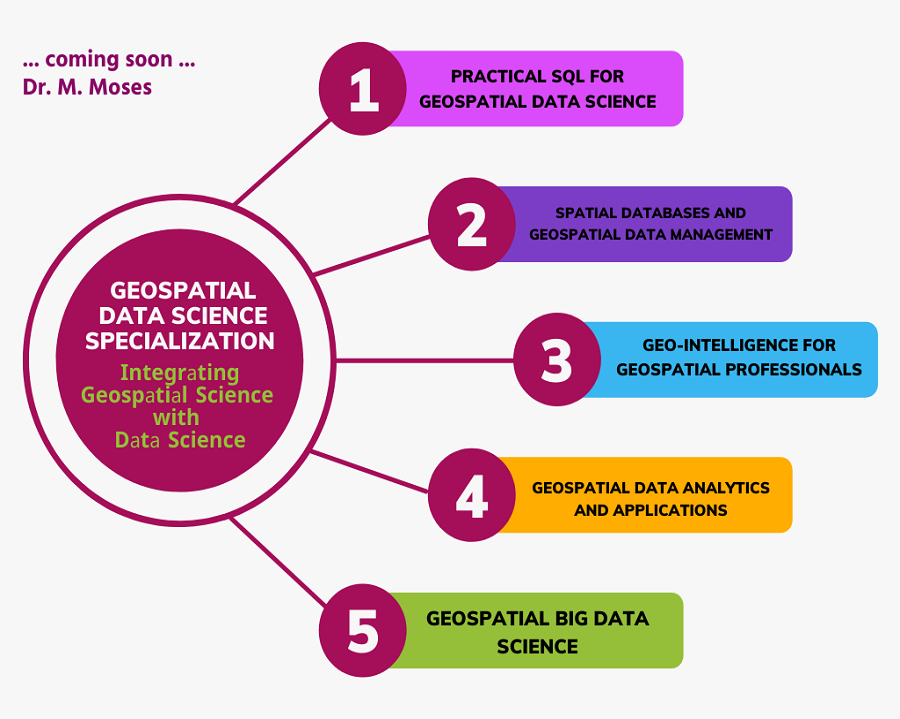 ... coming soon ...
Dr. M. Moses
GEOSPATIAL
DATA SCIENCE
SPECIALIZATION
Integrating
Geospatial Science
with
Data Science
1
PRACTICAL SQL FOR
GEOSPATIAL DATA SCIENCE
2
SPATIAL DATABASES AND
GEOSPATIAL DATA MANAGEMENT
3
GEO-INTELLIGENCE FOR
GEOSPATIAL PROFESSIONALS
4
GEOSPATIAL DATA ANALYTICS
AND APPLICATIONS
5
GEOSPATIAL BIG DATA
SCIENCE